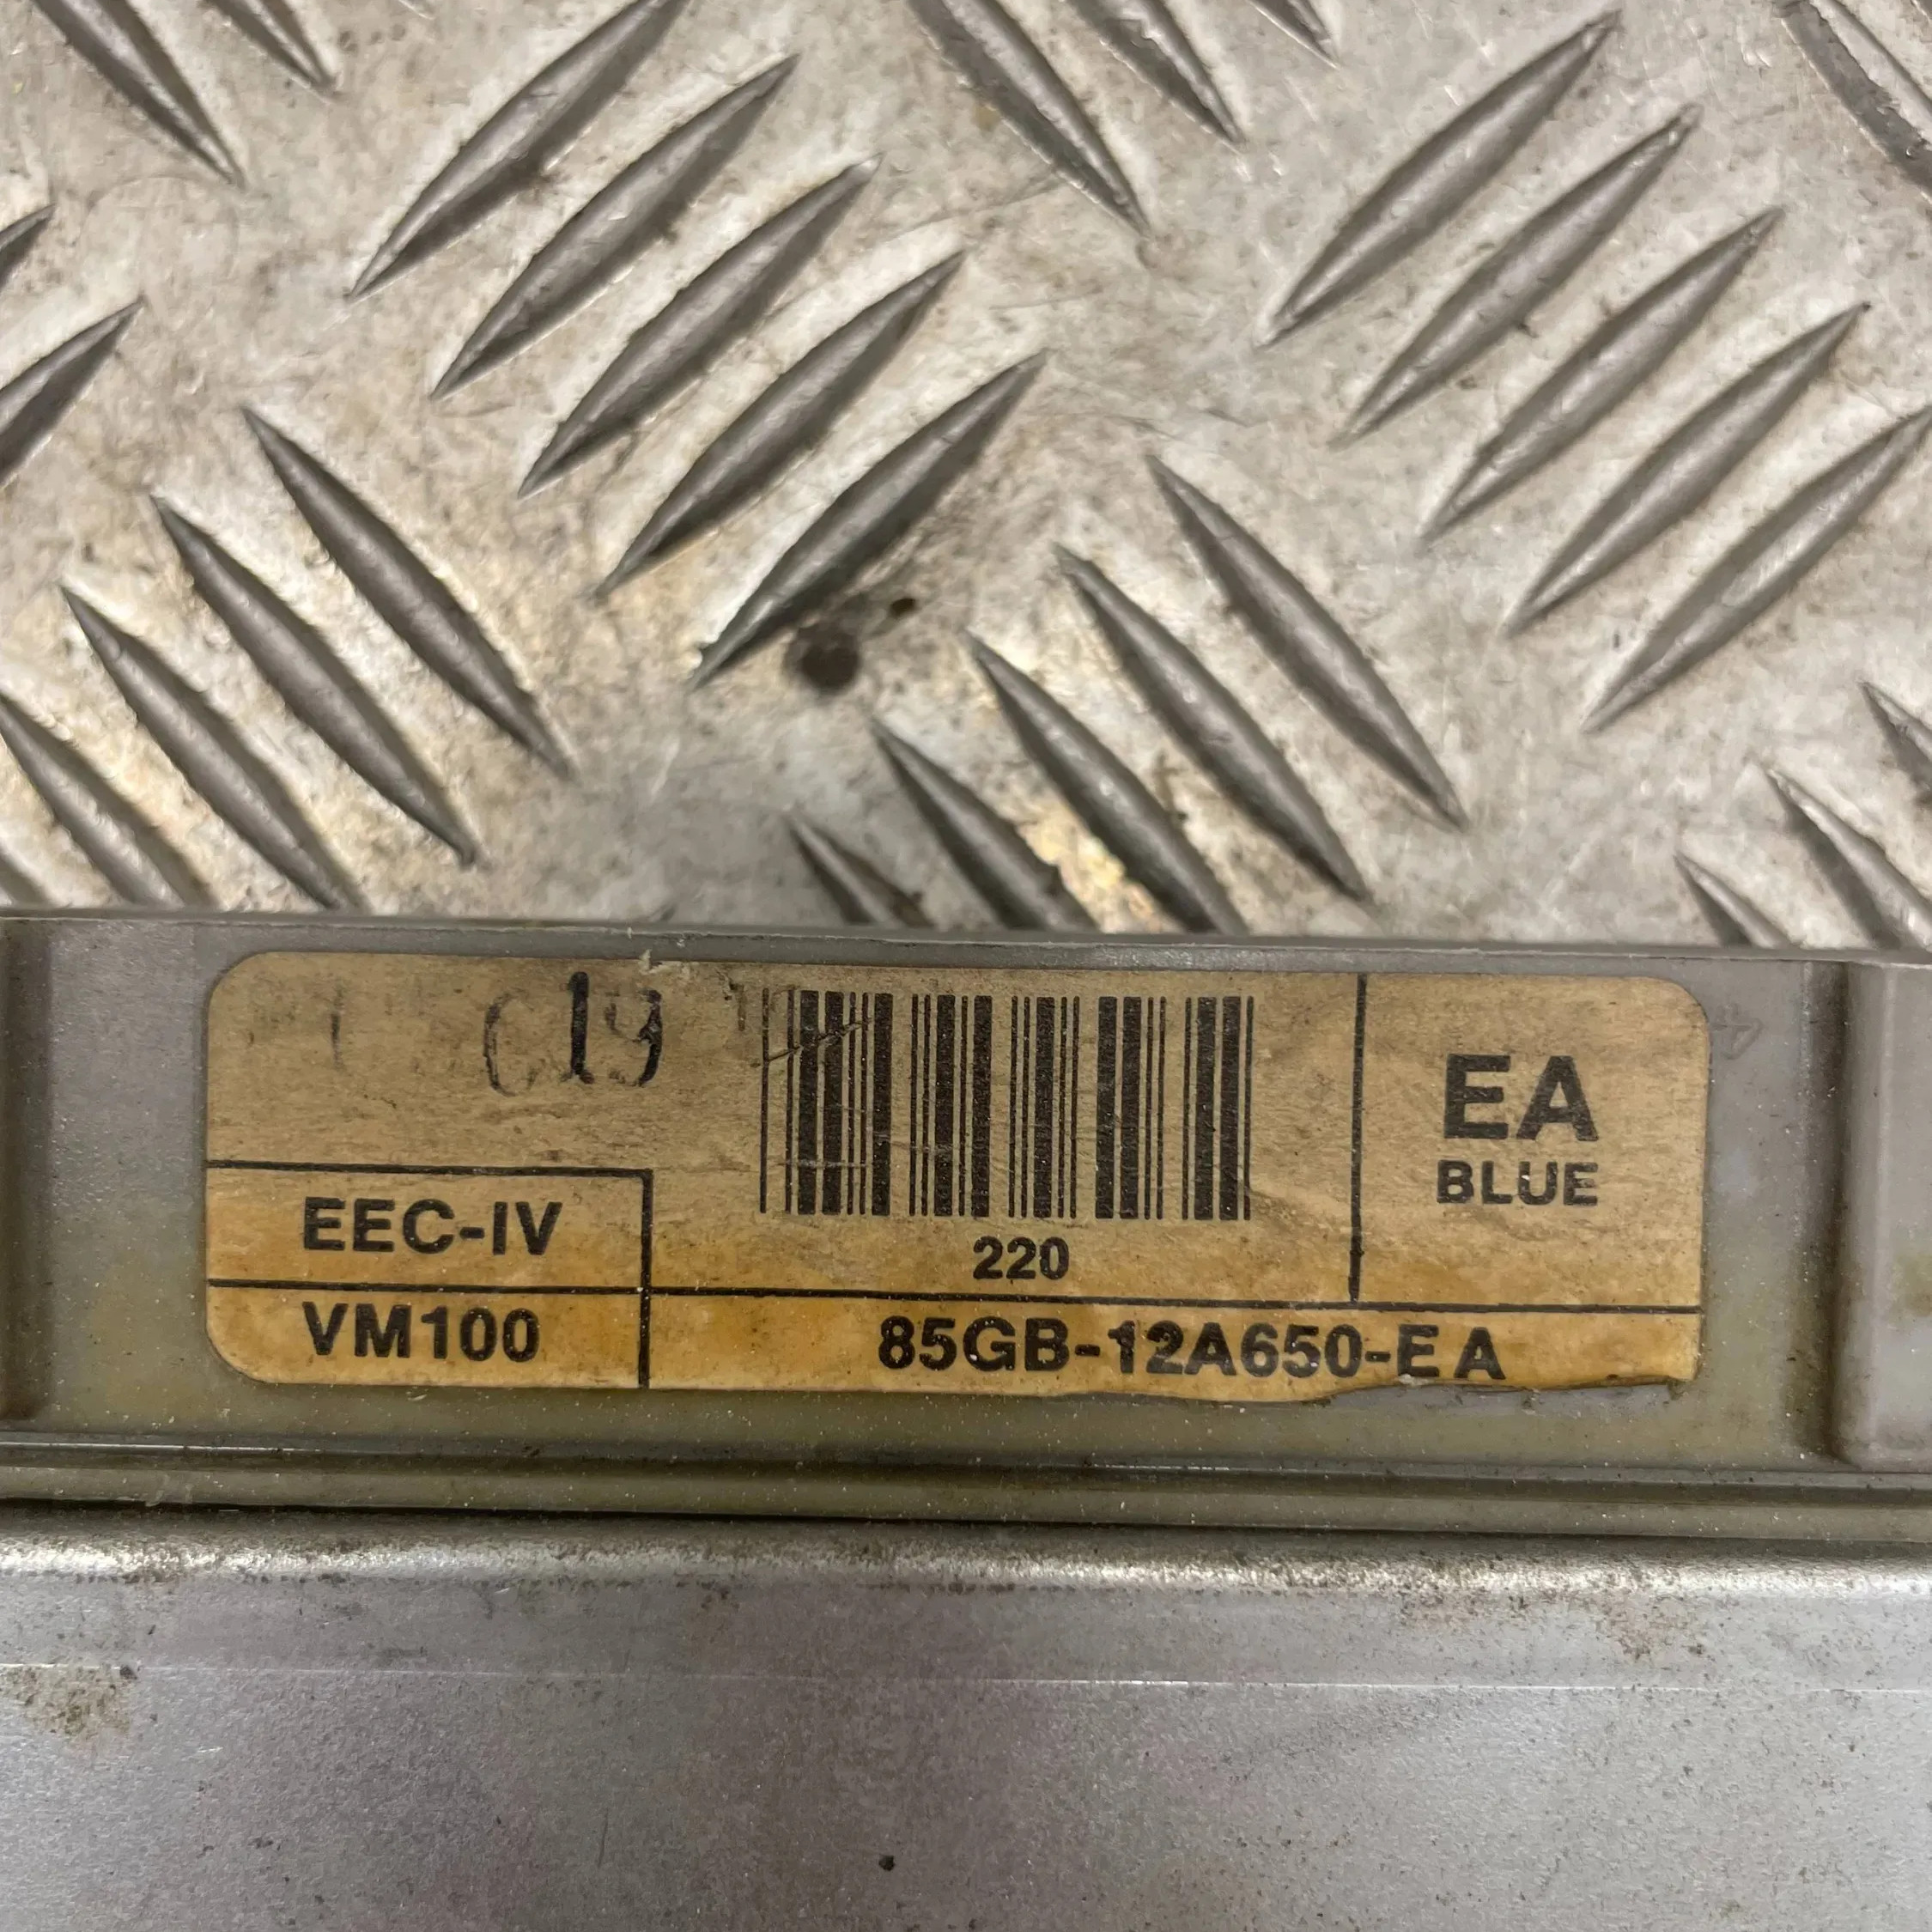 EA
BLUE
EEC-IV
220
VM100
85GB-12A650-EA